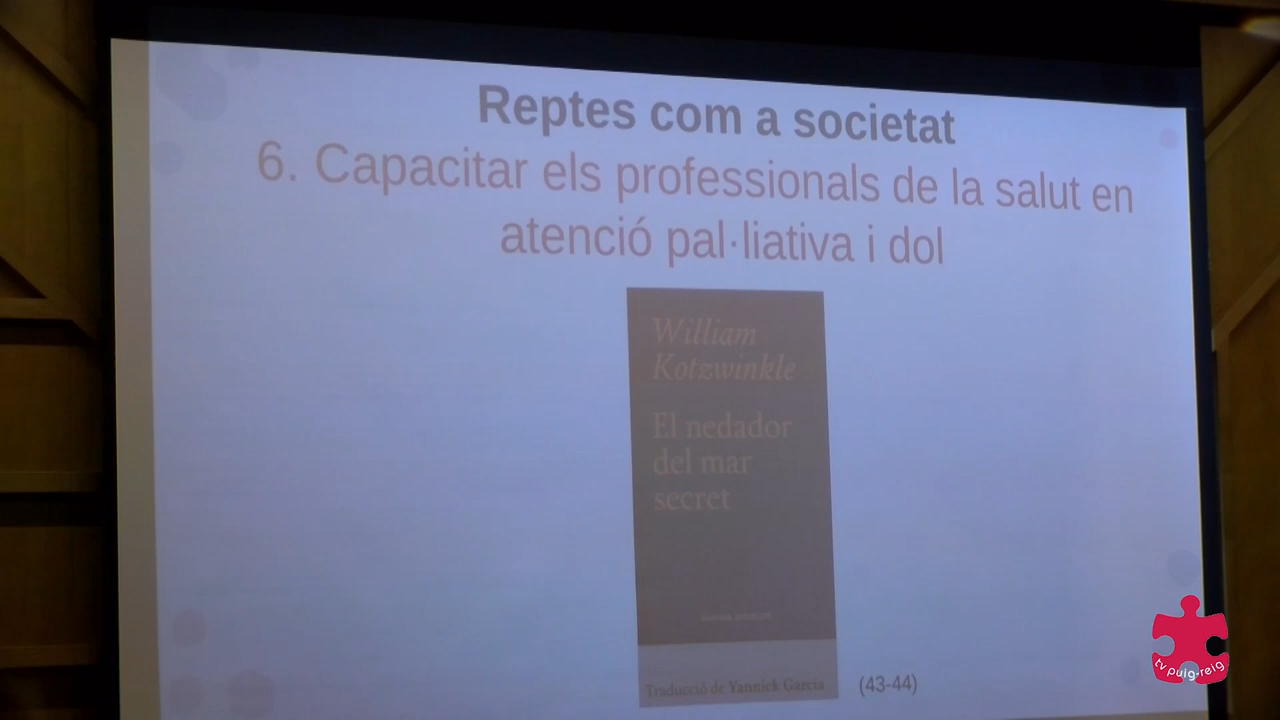 Reptes com a societat
6. Capacitar els professionals de la salut en
atenció pal·liativa i dol
William
Kotzwinkle
El nedador
del mar
secret
Traducció de Yannick Garcia
(43-44)
tv puig-reig